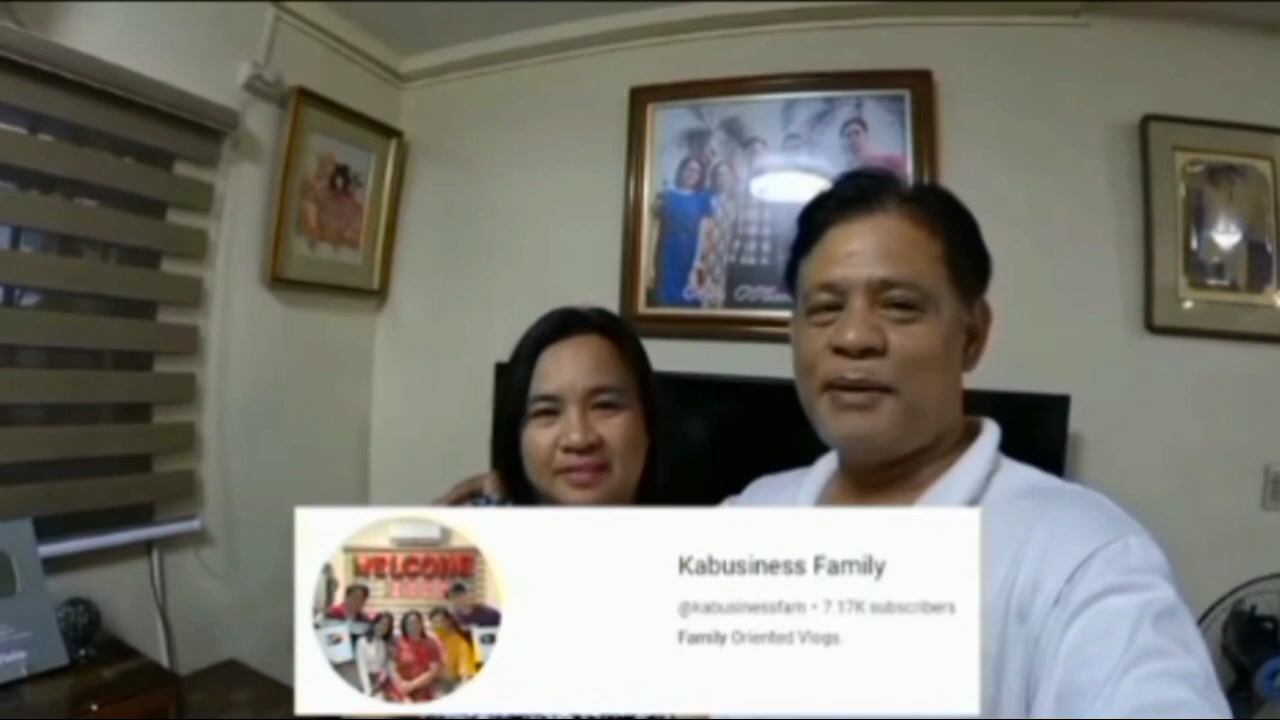 WELCOME
Kabusiness Family
@kabusinessfam • 7.17K subscribers
Family Oriented Vlogs.